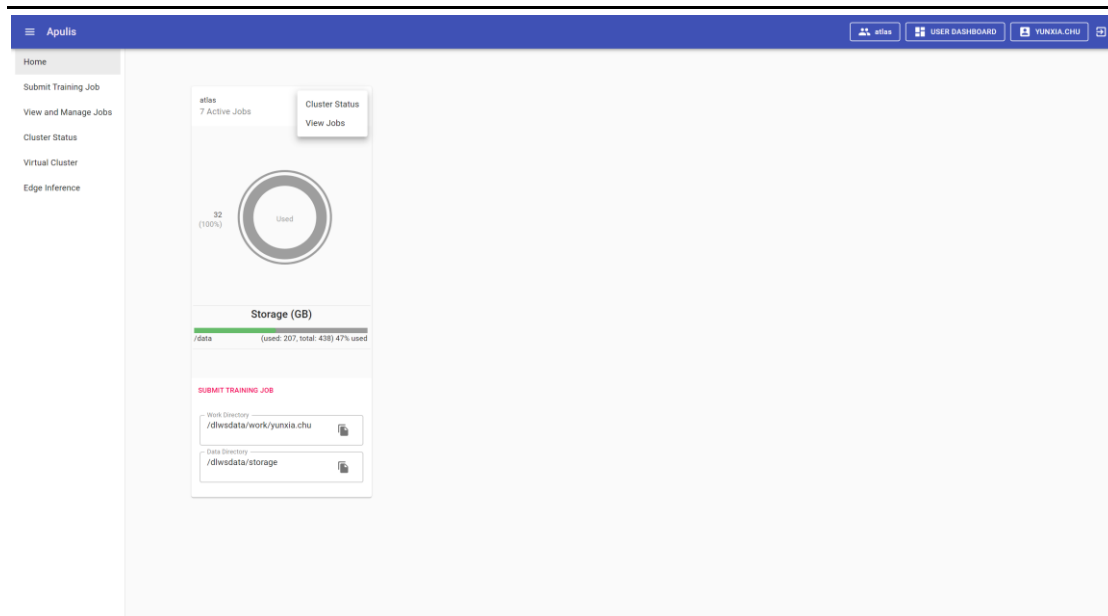 Apulis
atlas
USER DASHBOARD
YUNXIA.CHU
Home
Submit Training Job
View and Manage Jobs
Cluster Status
Virtual Cluster
Edge Inference
atlas
7 Active Jobs
Cluster Status
View Jobs
32
(100%)
Used
Storage (GB)
/data (used: 207, total: 438) 47% used
SUBMIT TRAINING JOB
Work Directory
/dlwsdata/work/yunxia.chu
Data Directory
/dlwsdata/storage